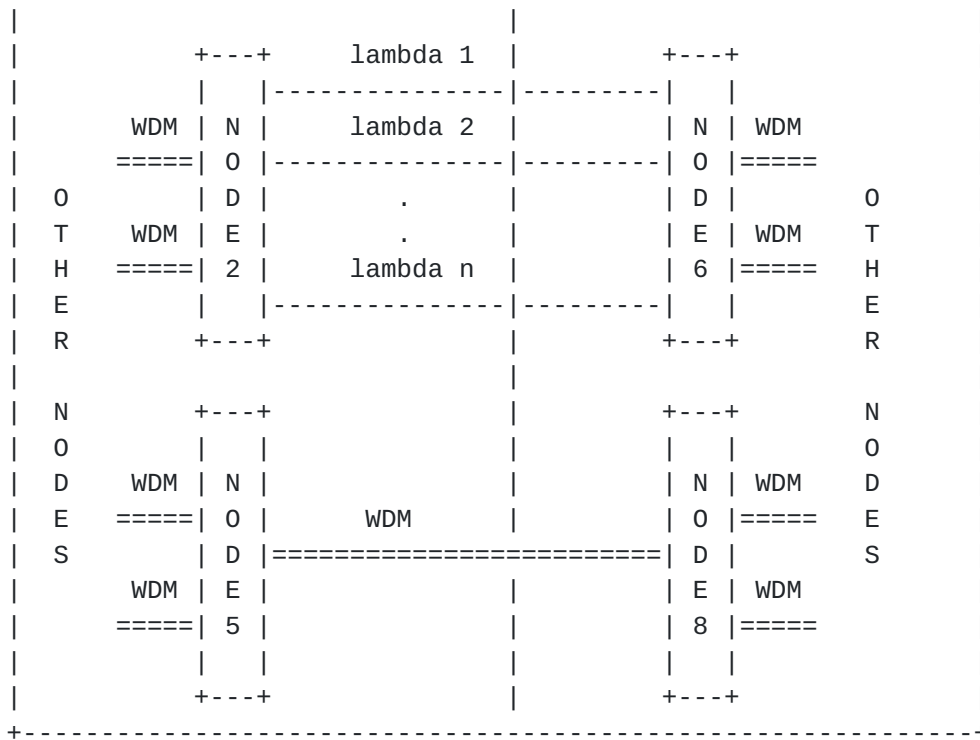 |                                |                             |
|           +---+     lambda 1  |         +---+
|           |   |---------------|---------|   |
|       WDM | N |     lambda 2  |         | N | WDM
|      =====| O |---------------|---------| O |=====
|  O        | D |        .      |         | D |        O
|  T    WDM | E |        .      |         | E | WDM    T
|  H   =====| 2 |     lambda n  |         | 6 |=====   H
|  E        |   |---------------|---------|   |        E
|  R        +---+               |         +---+        R
|                               |
|  N        +---+               |         +---+        N
|  O        |   |               |         |   |        O
|  D    WDM | N |               |         | N | WDM    D
|  E   =====| O |      WDM      |         | O |=====   E
|  S        | D |=========================| D |        S
|       WDM | E |               |         | E | WDM
|      =====| 5 |               |         | 8 |=====
|           |   |               |         |   |
|           +---+               |         +---+
+--------------------------------------------------------------